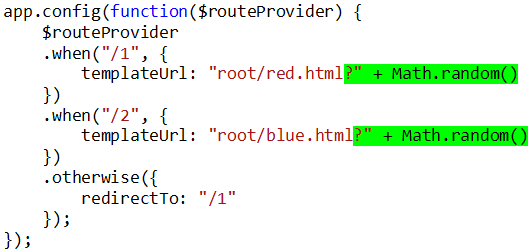 app.config(function($routeProvider) {
    $routeProvider
    .when("/1", {
        templateUrl: "root/red.html?" + Math.random()
    })
    .when("/2", {
        templateUrl: "root/blue.html?" + Math.random()
    })
    .otherwise({
        redirectTo: "/1"
    });
});